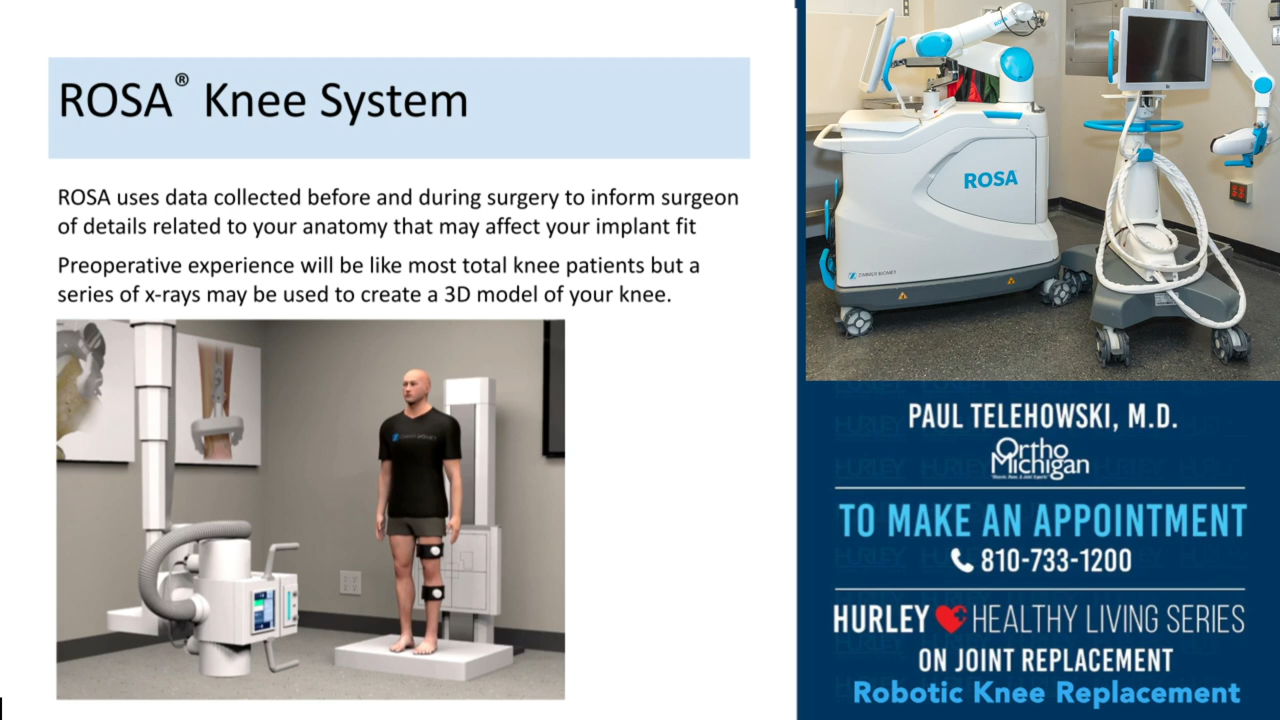 ROSA® Knee System
ROSA uses data collected before and during surgery to inform surgeon
of details related to your anatomy that may affect your implant fit
Preoperative experience will be like most total knee patients but a
series of x-rays may be used to create a 3D model of your knee.
ZIMMER BIOMET
ROSA
ZIMMER BIOMET
PAUL TELEHOWSKI, M.D.
Ortho
Michigan
TO MAKE AN APPOINTMENT
810-733-1200
HURLEY HEALTHY LIVING SERIES
ON JOINT REPLACEMENT
Robotic Knee Replacement